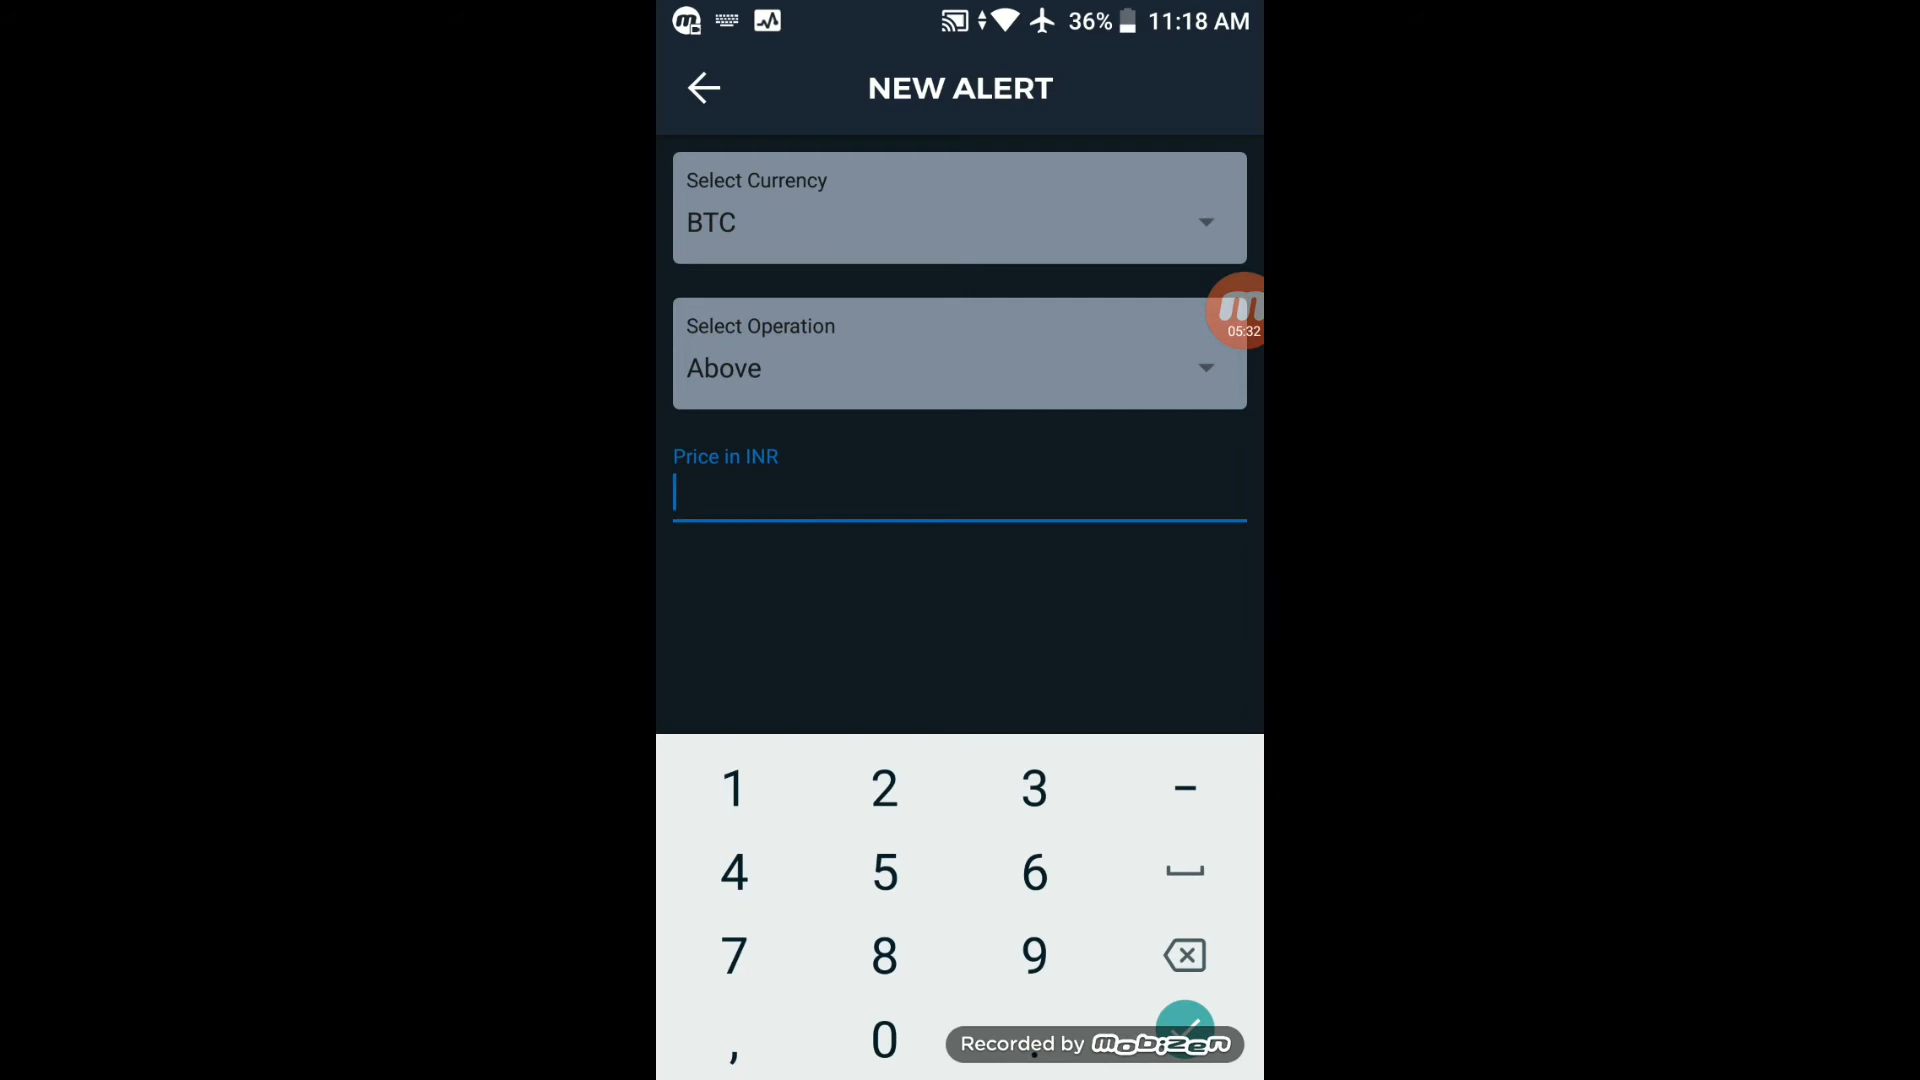 36% 11:18 AM
NEW ALERT
Select Currency
BTC
Select Operation
Above
05:32
Price in INR
1 2 3 -
4 5 6
7 8 9
, 0 .
Recorded by mobizen